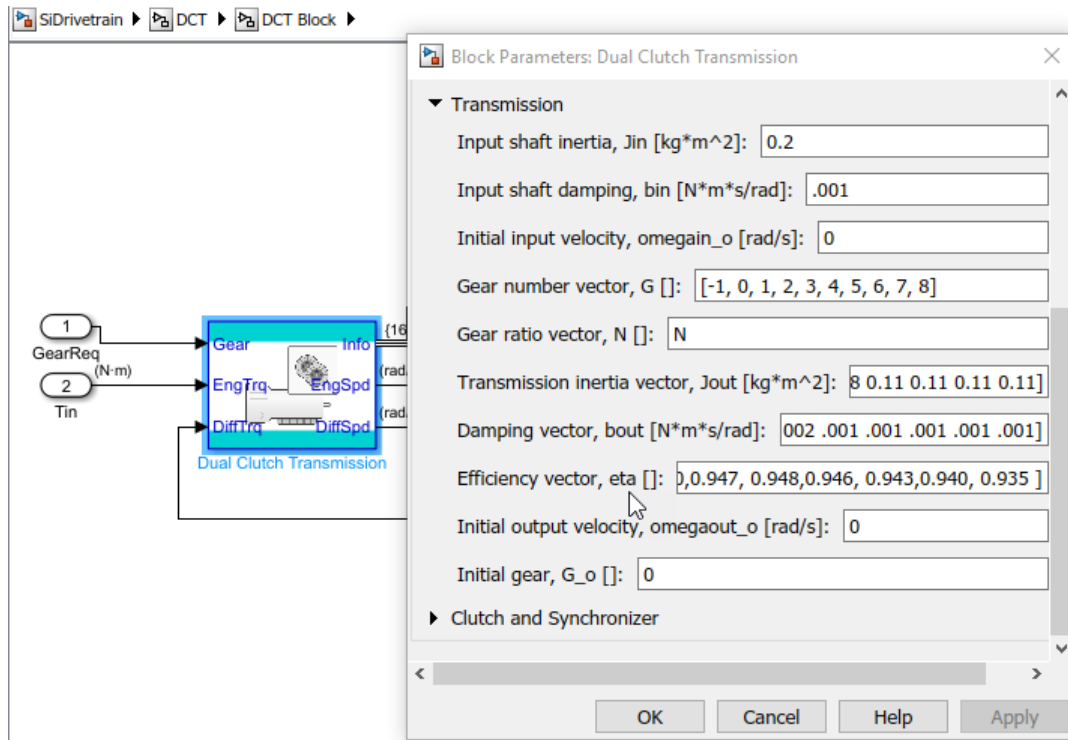 SiDrivetrain ▶ DCT ▶ DCT Block ▶
Block Parameters: Dual Clutch Transmission
Transmission
Input shaft inertia, Jin [kg*m^2]: 0.2
Input shaft damping, bin [N*m*s/rad]: .001
Initial input velocity, omegain_o [rad/s]: 0
Gear number vector, G []: [-1, 0, 1, 2, 3, 4, 5, 6, 7, 8]
Gear ratio vector, N []: N
Transmission inertia vector, Jout [kg*m^2]: 8 0.11 0.11 0.11 0.11]
Damping vector, bout [N*m*s/rad]: 002 .001 .001 .001 .001 .001]
Efficiency vector, eta []: 0,0.947, 0.948,0.946, 0.943,0.940, 0.935 ]
Initial output velocity, omegaout_o [rad/s]: 0
Initial gear, G_o []: 0
Clutch and Synchronizer
OK Cancel Help Apply
1
GearReq
(N·m)
2
Tin
Gear Info
EngTrq EngSpd
DiffTrq DiffSpd
Dual Clutch Transmission
{16
(rad
(rad